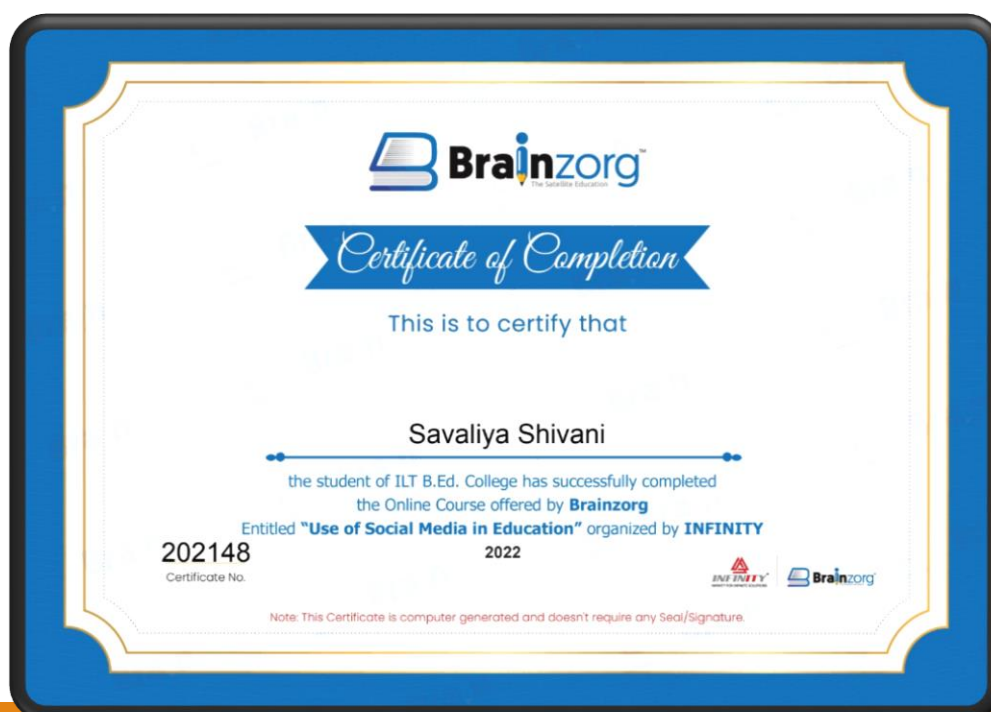 Brainzorg™
The Satellite Education
Certificate of Completion
This is to certify that
Savaliya Shivani
the student of ILT B.Ed. College has successfully completed
the Online Course offered by Brainzorg
Entitled “Use of Social Media in Education” organized by INFINITY
202148
2022
Certificate No.
INFINITY
Brainzorg
Note: This Certificate is computer generated and doesn't require any Seal/Signature.